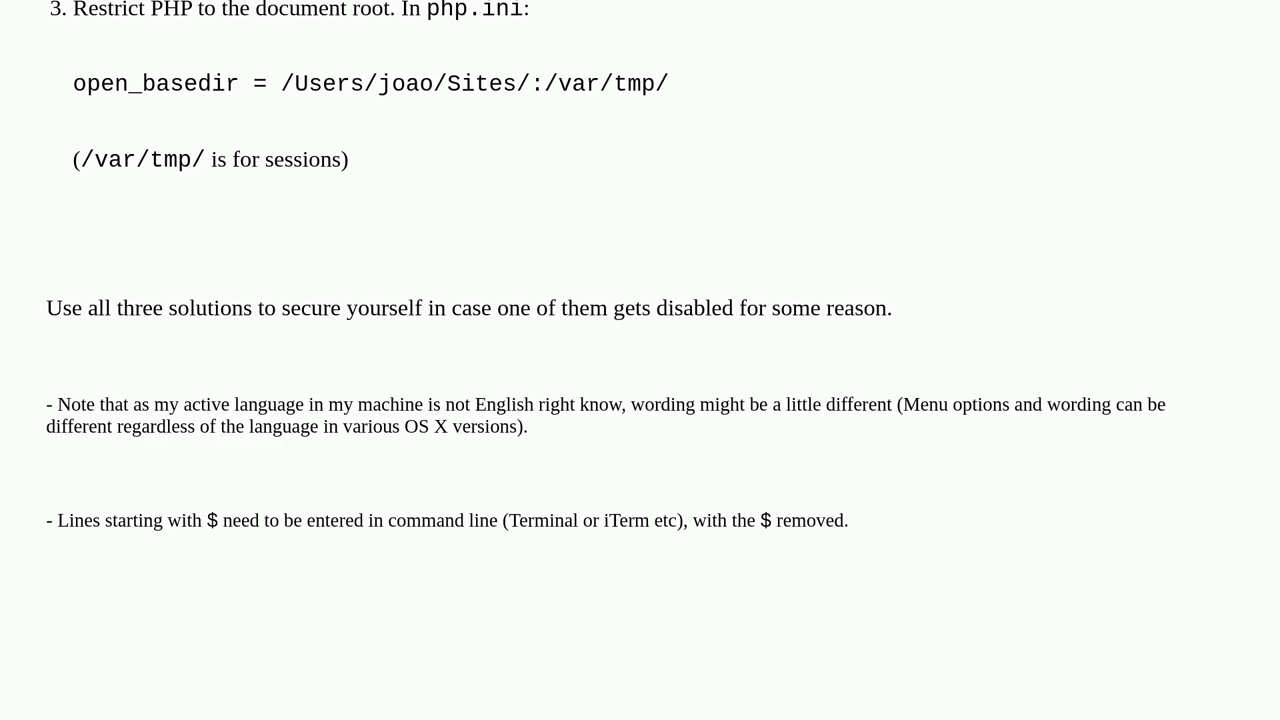 3. Restrict PHP to the document root. In php.ini:
open_basedir = /Users/joao/Sites/:/var/tmp/
(/var/tmp/ is for sessions)
Use all three solutions to secure yourself in case one of them gets disabled for some reason.
- Note that as my active language in my machine is not English right know, wording might be a little different (Menu options and wording can be
different regardless of the language in various OS X versions).
- Lines starting with $ need to be entered in command line (Terminal or iTerm etc), with the $ removed.